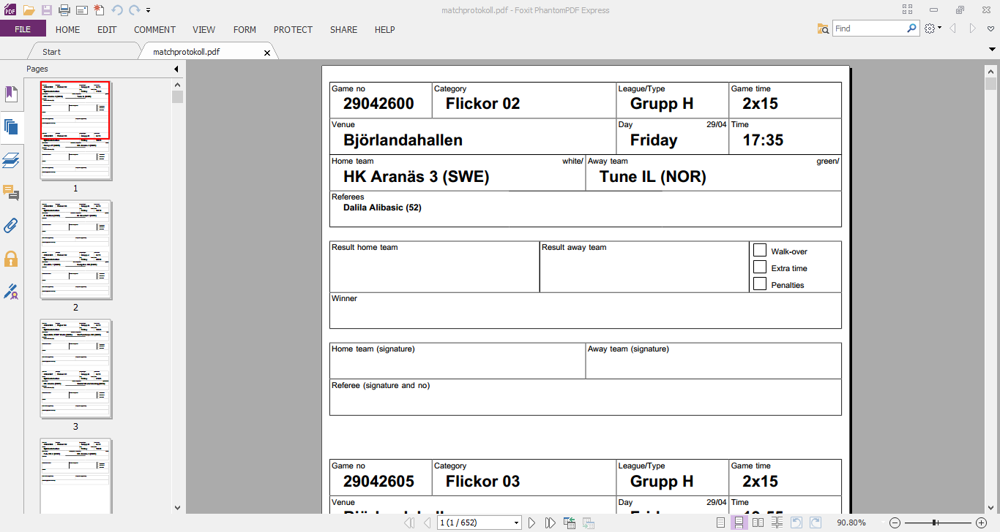 matchprotokoll.pdf - Foxit PhantomPDF Express
FILE HOME EDIT COMMENT VIEW FORM PROTECT SHARE HELP
Find
Start matchprotokoll.pdf
Pages
1
2
3
Game no Category League/Type Game time
29042600 Flickor 02 Grupp H 2x15
Venue Day 29/04 Time
Björlandahallen Friday 17:35
Home team white/ Away team green/
HK Aranäs 3 (SWE) Tune IL (NOR)
Referees
Dalila Alibasic (52)
Result home team Result away team
Walk-over
Extra time
Penalties
Winner
Home team (signature) Away team (signature)
Referee (signature and no)
Game no Category League/Type Game time
29042605 Flickor 03 Grupp H 2x15
Venue Day 29/04 Time
1 (1 / 652) 90.80%